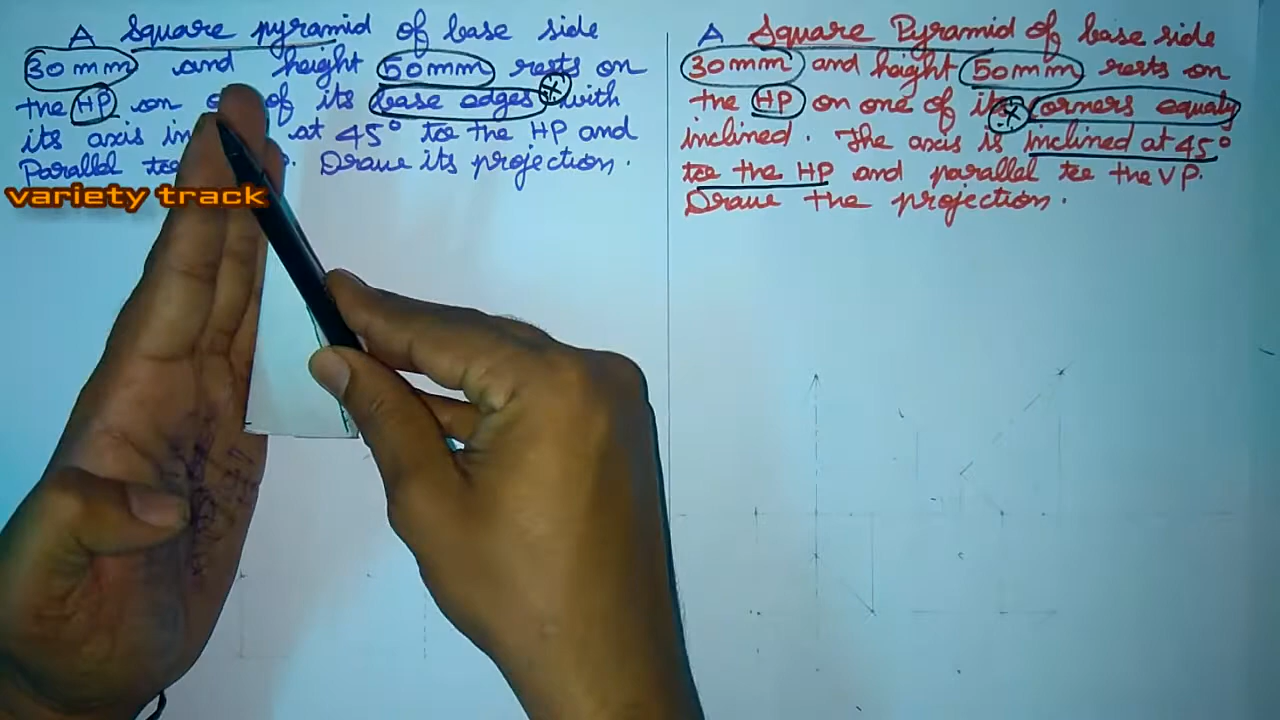 A Square pyramid of base side
30mm and height 50mm rests on
the HP on of its base edges with
its axis at 45° to the HP and
Parallel Draw its projection.
variety track
A Square Pyramid of base side
30mm and height 50mm rests on
the HP on one of its corners equaly
inclined. The axis is inclined at 45°
to the HP and parallel to the VP.
Draw the projection.